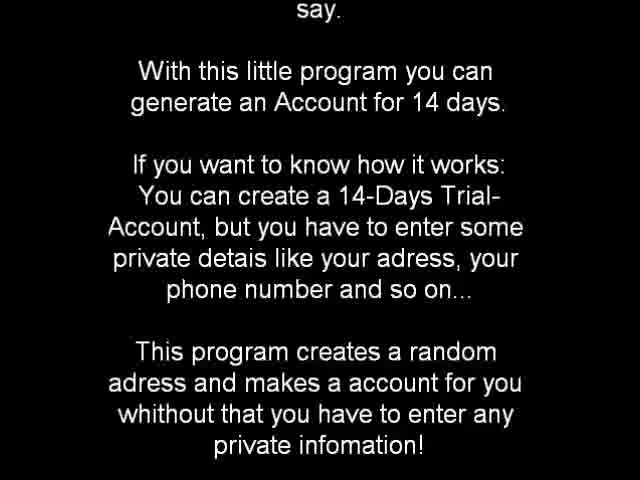 say.
With this little program you can
generate an Account for 14 days.
If you want to know how it works:
You can create a 14-Days Trial-
Account, but you have to enter some
private detais like your adress, your
phone number and so on...
This program creates a random
adress and makes a account for you
whithout that you have to enter any
private infomation!